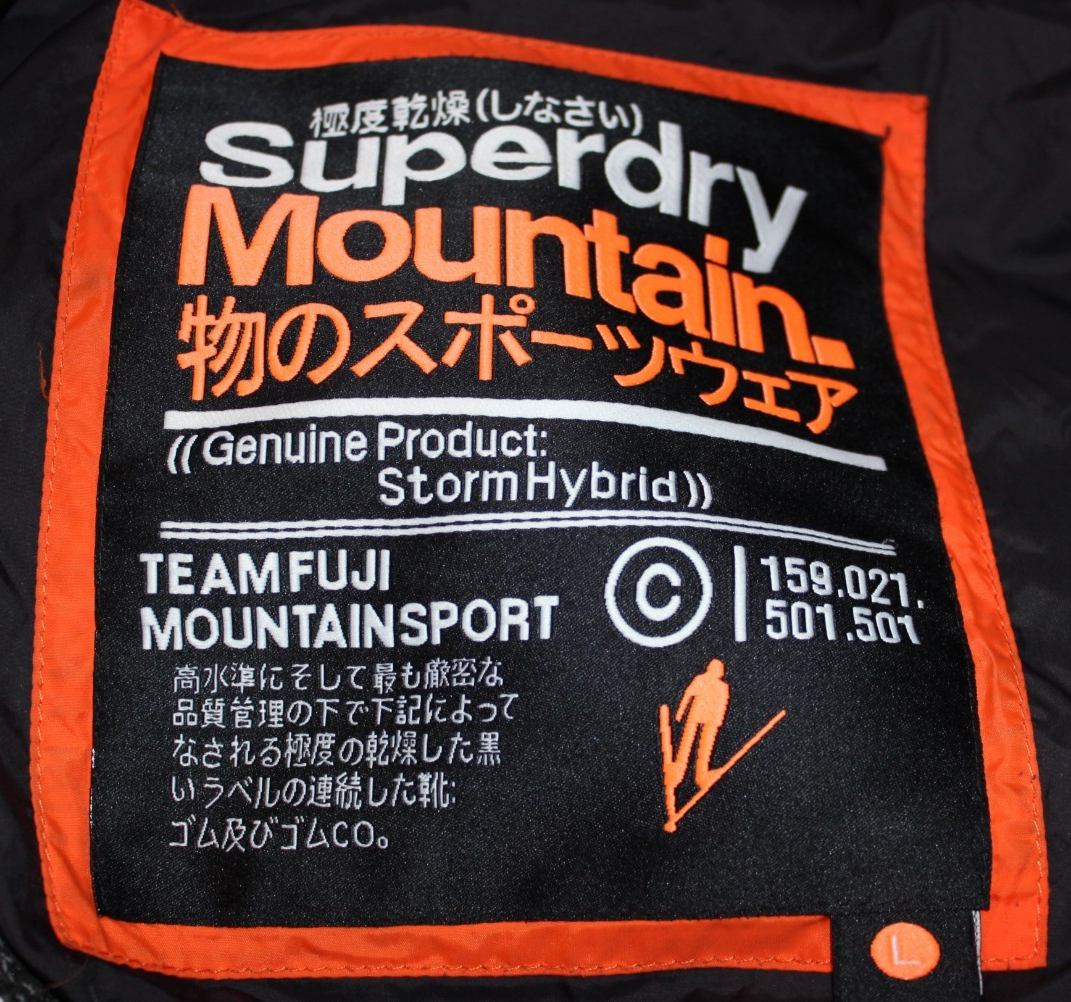 極度乾燥(しなさい)
Superdry
Mountain.
物のスポーツウェア
((Genuine Product:
Storm Hybrid))
TEAM FUJI
MOUNTAINSPORT
© 159.021.
501.501
高水準にそして最も厳密な
品質管理の下で下記によって
なされる極度の乾燥した黒
いラベルの連続した靴:
ゴム及びゴムCO。
L